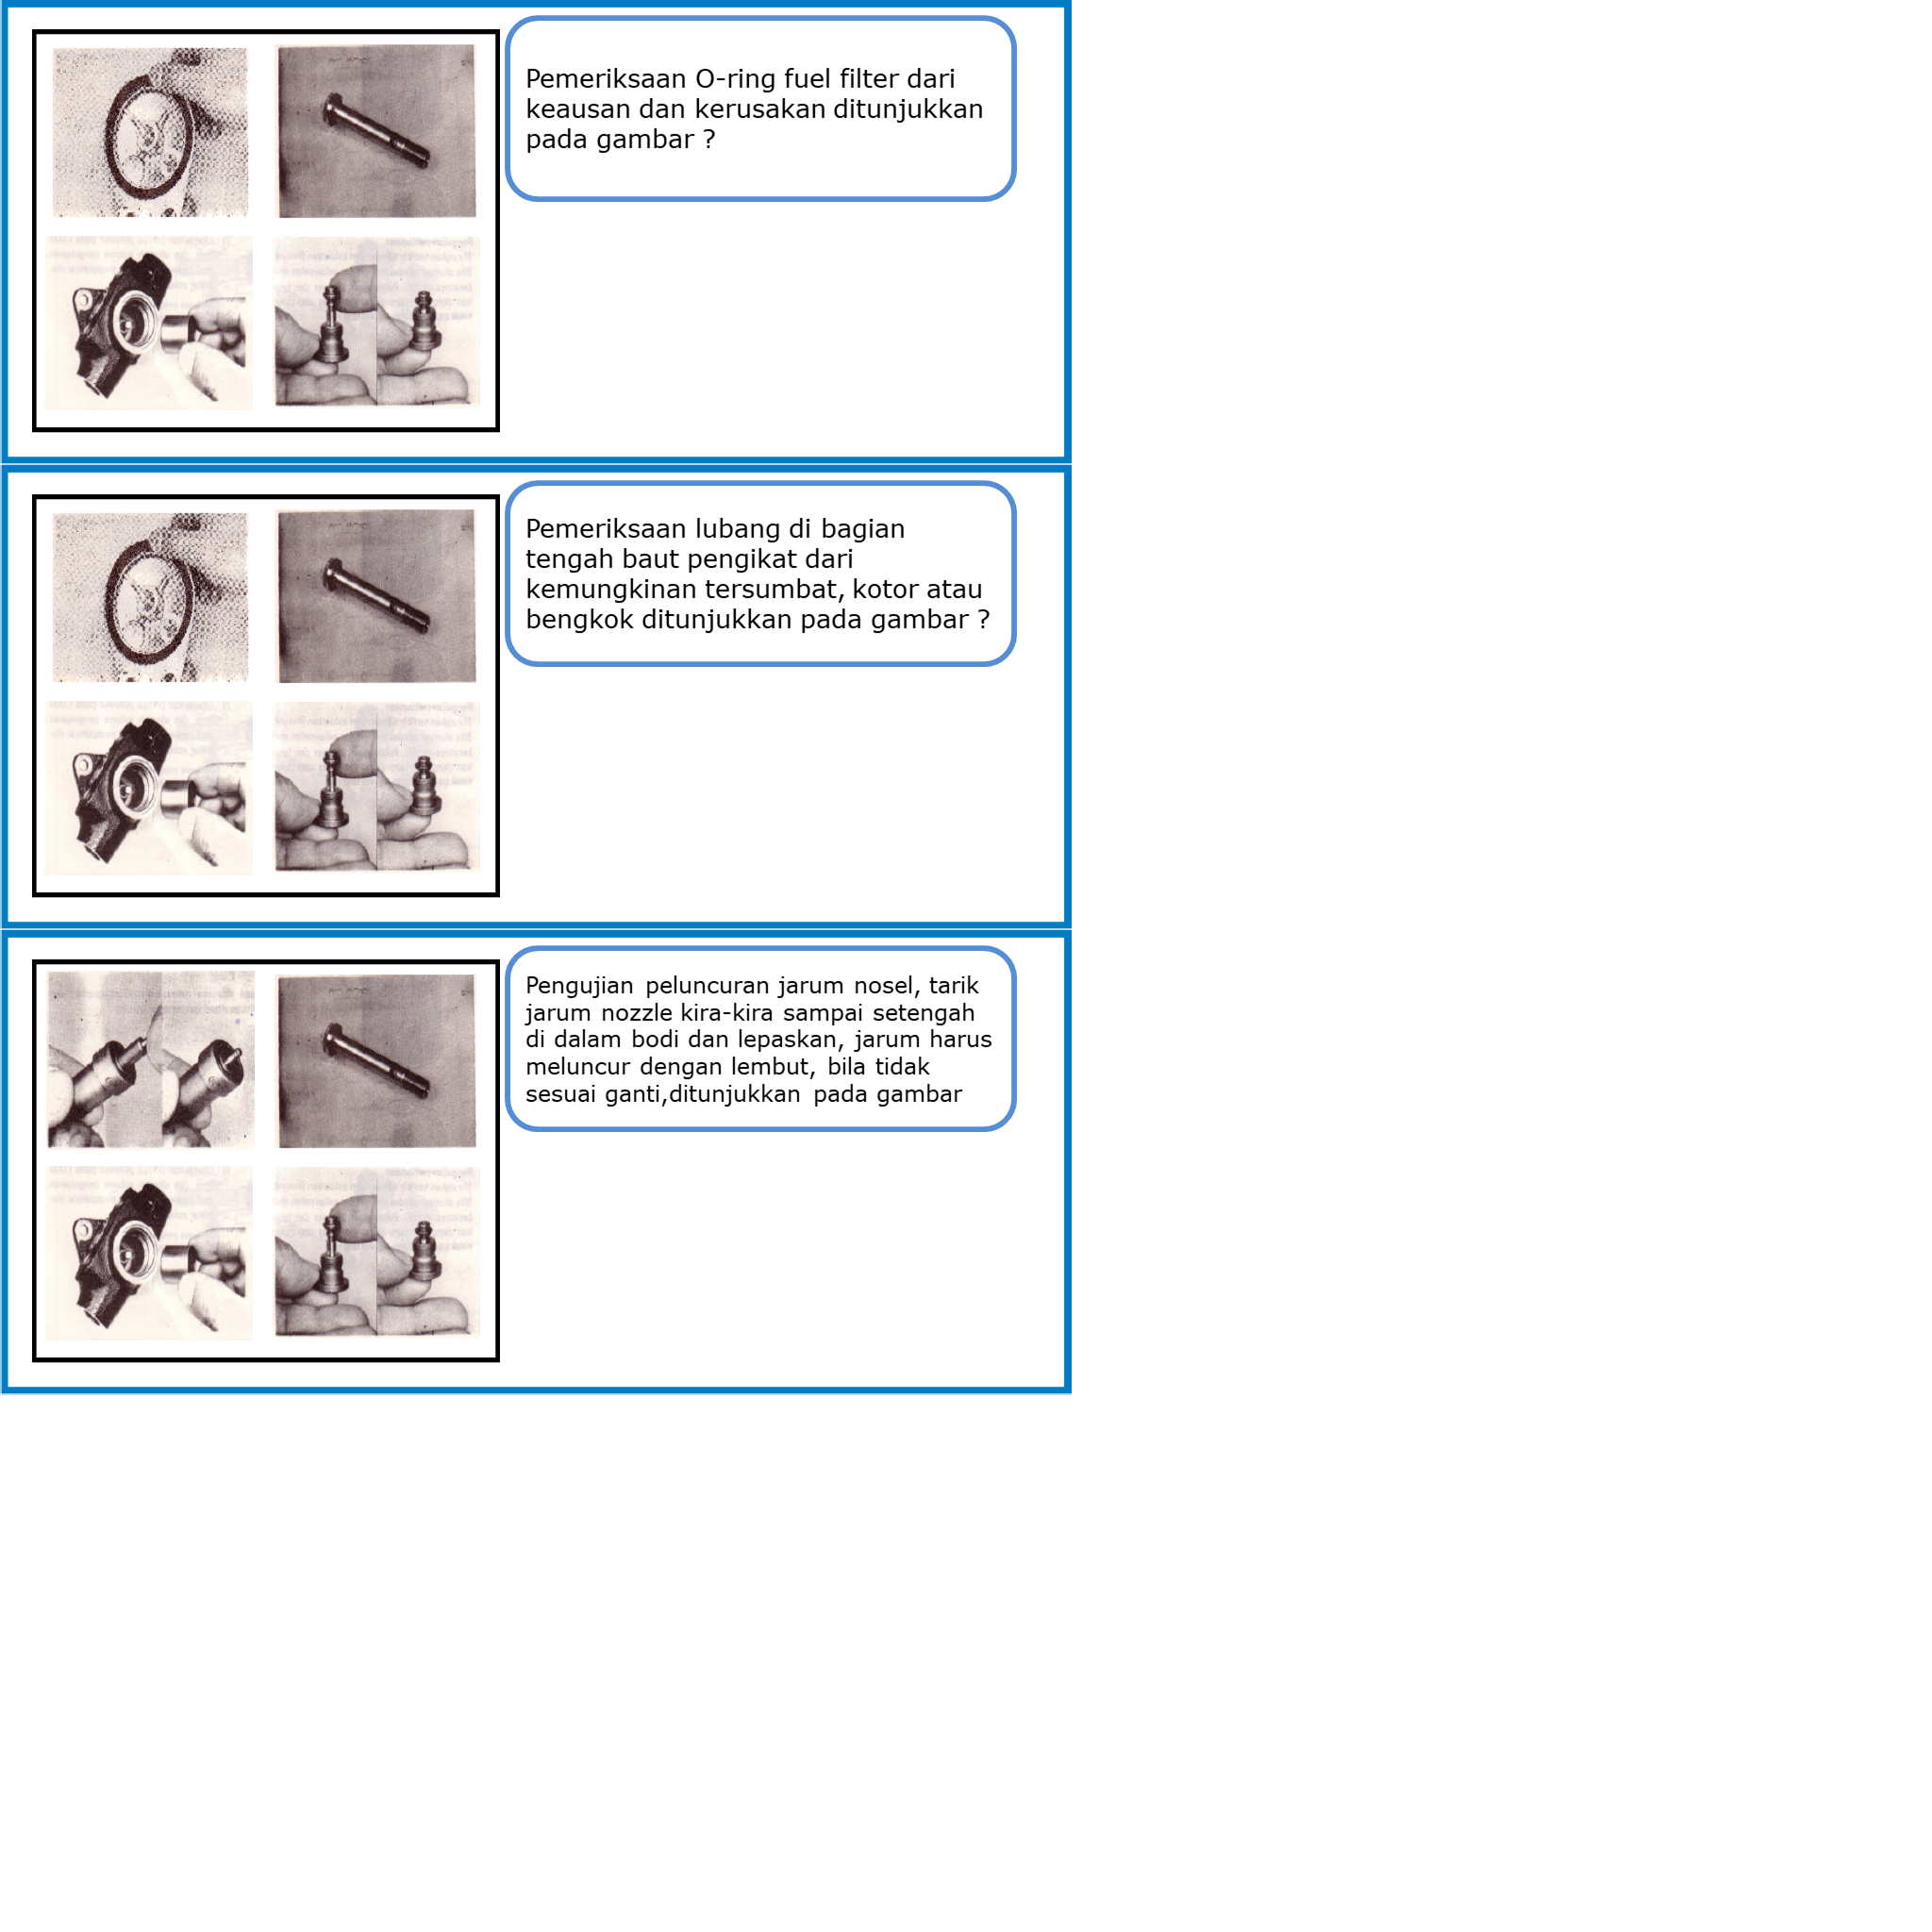 Pemeriksaan O-ring fuel filter dari
keausan dan kerusakan ditunjukkan
pada gambar ?
Pemeriksaan lubang di bagian
tengah baut pengikat dari
kemungkinan tersumbat, kotor atau
bengkok ditunjukkan pada gambar ?
Pengujian peluncuran jarum nosel, tarik
jarum nozzle kira-kira sampai setengah
di dalam bodi dan lepaskan, jarum harus
meluncur dengan lembut, bila tidak
sesuai ganti,ditunjukkan pada gambar